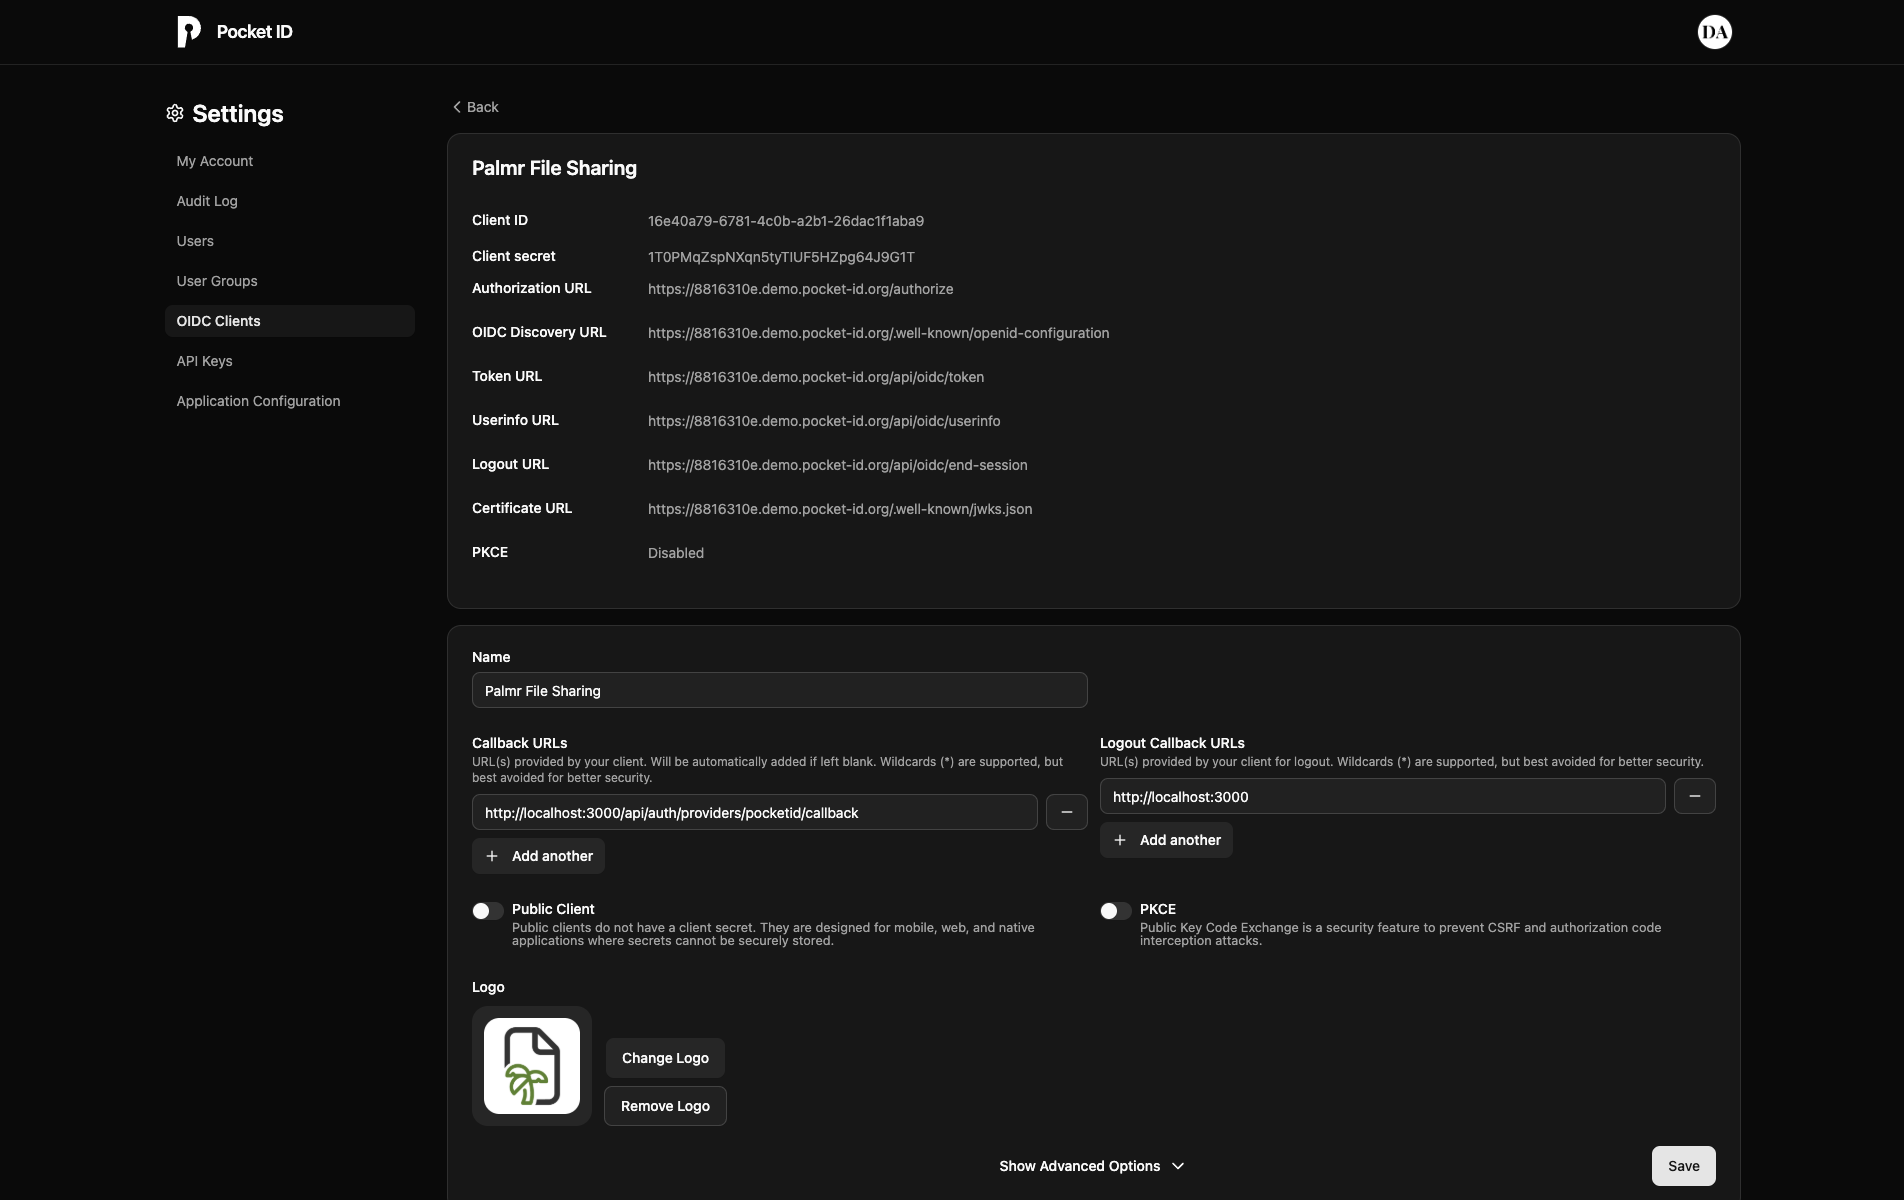 Pocket ID
DA
Settings
My Account
Audit Log
Users
User Groups
OIDC Clients
API Keys
Application Configuration
Back
Palmr File Sharing
Client ID 16e40a79-6781-4c0b-a2b1-26dac1f1aba9
Client secret 1T0PMqZspNXqn5tyTIUF5HZpg64J9G1T
Authorization URL https://8816310e.demo.pocket-id.org/authorize
OIDC Discovery URL https://8816310e.demo.pocket-id.org/.well-known/openid-configuration
Token URL https://8816310e.demo.pocket-id.org/api/oidc/token
Userinfo URL https://8816310e.demo.pocket-id.org/api/oidc/userinfo
Logout URL https://8816310e.demo.pocket-id.org/api/oidc/end-session
Certificate URL https://8816310e.demo.pocket-id.org/.well-known/jwks.json
PKCE Disabled
Name
Palmr File Sharing
Callback URLs
URL(s) provided by your client. Will be automatically added if left blank. Wildcards (*) are supported, but
best avoided for better security.
http://localhost:3000/api/auth/providers/pocketid/callback
Add another
Logout Callback URLs
URL(s) provided by your client for logout. Wildcards (*) are supported, but best avoided for better security.
http://localhost:3000
Add another
Public Client
Public clients do not have a client secret. They are designed for mobile, web, and native
applications where secrets cannot be securely stored.
PKCE
Public Key Code Exchange is a security feature to prevent CSRF and authorization code
interception attacks.
Logo
Change Logo
Remove Logo
Show Advanced Options
Save